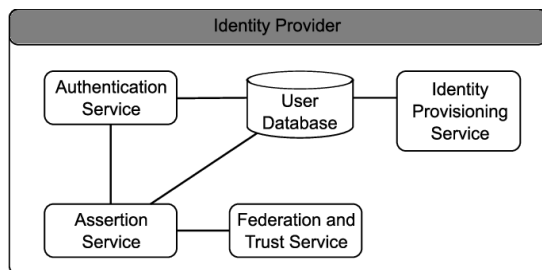 Identity Provider
Authentication
Service
User
Database
Identity
Provisioning
Service
Assertion
Service
Federation and
Trust Service